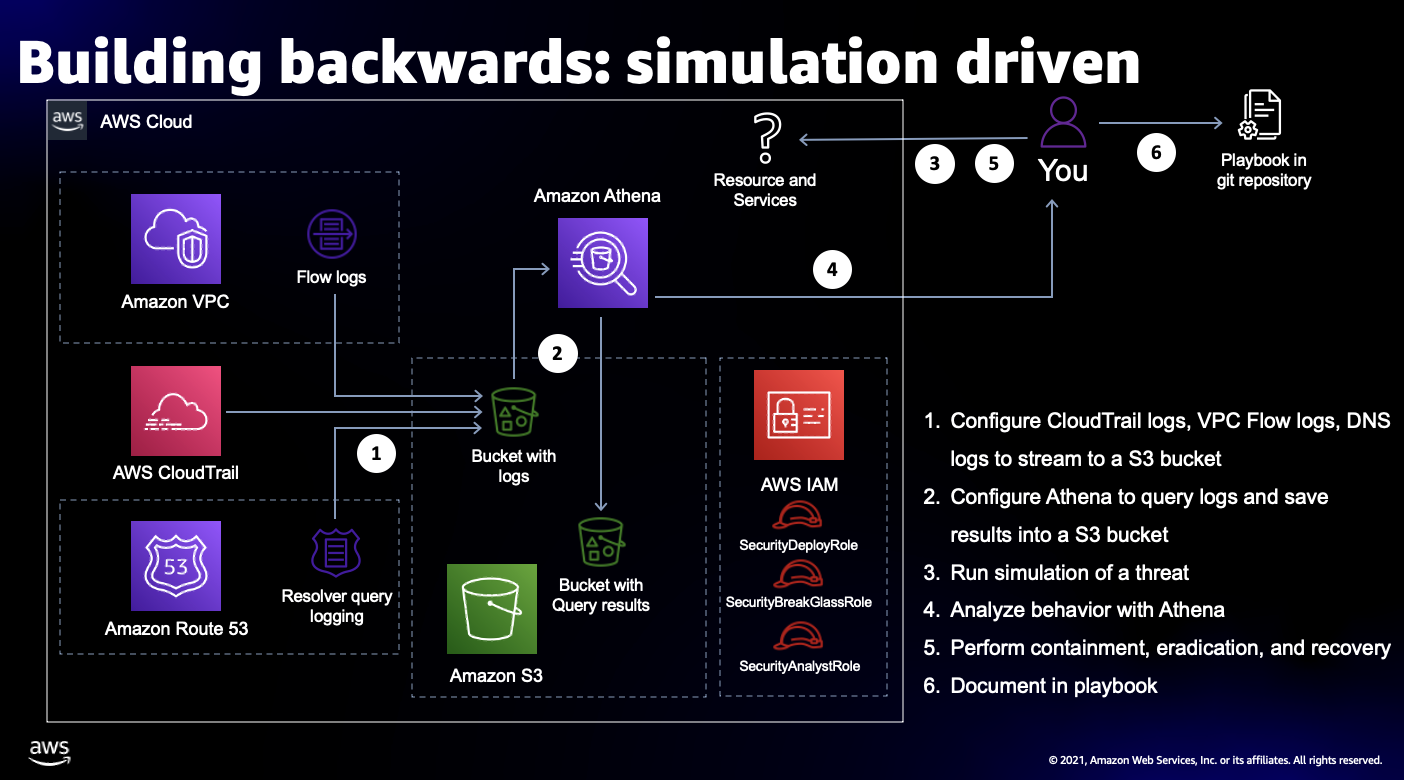 Building backwards: simulation driven
aws
AWS Cloud
Amazon VPC
Flow logs
AWS CloudTrail
Amazon Route 53
53
Resolver query
logging
1
2
Amazon Athena
Bucket with
logs
Bucket with
Query results
Amazon S3
AWS IAM
SecurityDeployRole
SecurityBreakGlassRole
SecurityAnalystRole
?
Resource and
Services
3
5
4
You
6
Playbook in
git repository
1. Configure CloudTrail logs, VPC Flow logs, DNS
logs to stream to a S3 bucket
2. Configure Athena to query logs and save
results into a S3 bucket
3. Run simulation of a threat
4. Analyze behavior with Athena
5. Perform containment, eradication, and recovery
6. Document in playbook
aws
© 2021, Amazon Web Services, Inc. or its affiliates. All rights reserved.